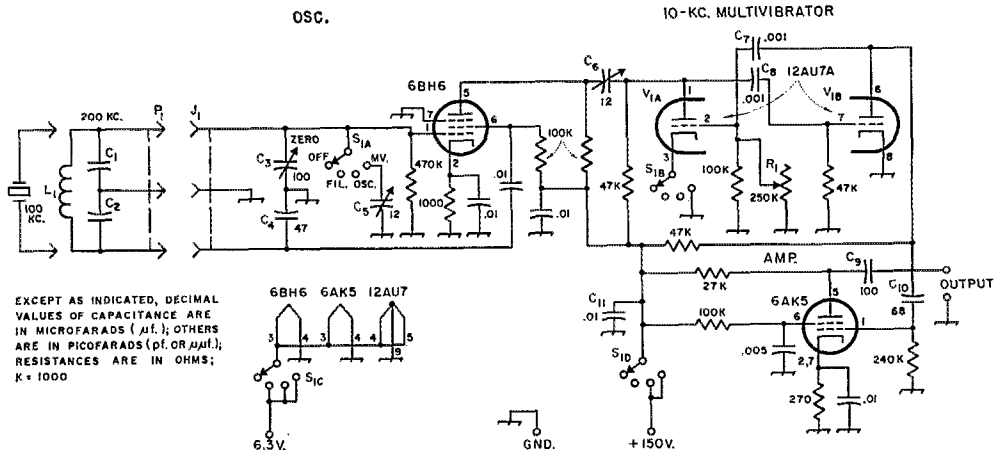 OSC.
10-KC. MULTIVIBRATOR
C7 .001
6BH6
C6
12
C8
.001
12AU7A
V1A
V1B
200 KC.
P1
J1
C1
C2
L1
100 KC.
ZERO
C3
100
C4
47
S1A
OFF
MV.
FIL. OSC.
C5
12
5
7
1
6
2
470K
1000
.01
.01
.01
100K
47K
1
2
3
S1B
100K
R1
250K
47K
6
7
8
47K
AMP.
C9
100
OUTPUT
C10
68
27K
6AK5
5
6
1
2,7
C11
.01
100K
.005
S1D
270
.01
240K
+150V.
EXCEPT AS INDICATED, DECIMAL
VALUES OF CAPACITANCE ARE
IN MICROFARADS (µf.); OTHERS
ARE IN PICOFARADS (pf. OR µµf.);
RESISTANCES ARE IN OHMS;
K = 1000
6BH6 6AK5 12AU7
3 4 3 4 4 9 5
S1C
6.3V.
GND.